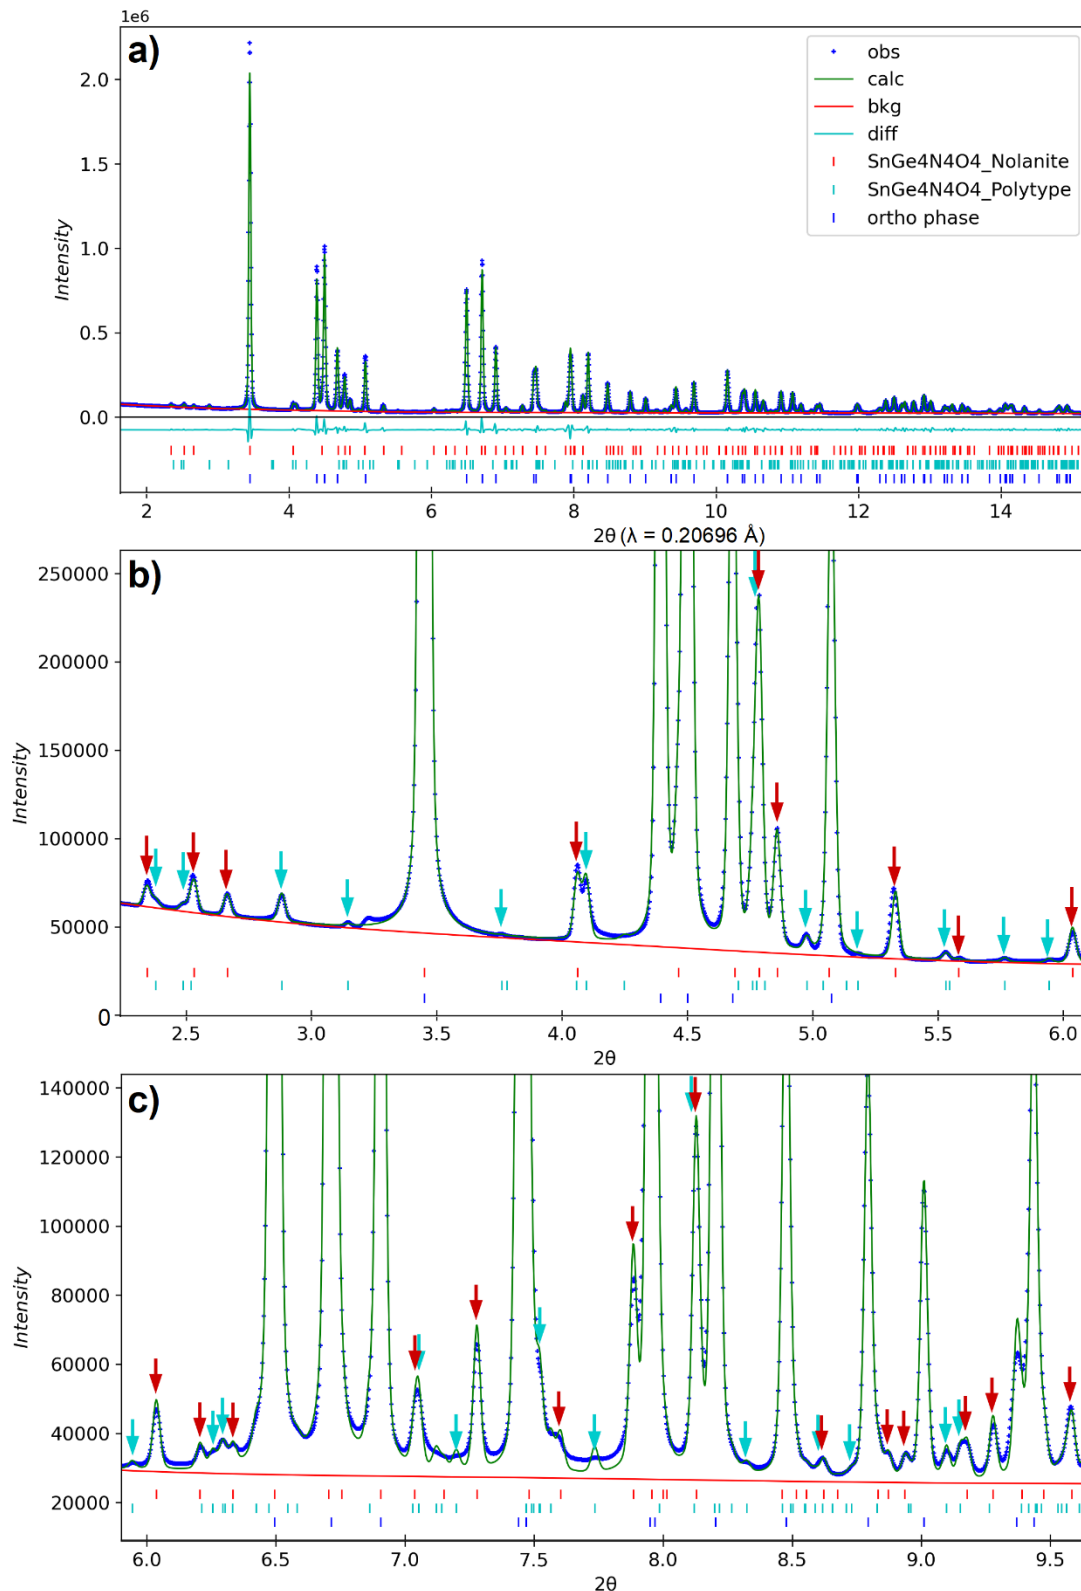 1e6
a)
obs
calc
bkg
diff
SnGe4N4O4_Nolanite
SnGe4N4O4_Polytype
ortho phase
2.0
1.5
1.0
0.5
0.0
Intensity
2 4 6 8 10 12 14
2θ (λ = 0.20696 Å)
b)
250000
200000
150000
100000
50000
0
Intensity
2.5 3.0 3.5 4.0 4.5 5.0 5.5 6.0
2θ
c)
140000
120000
100000
80000
60000
40000
20000
Intensity
6.0 6.5 7.0 7.5 8.0 8.5 9.0 9.5
2θ